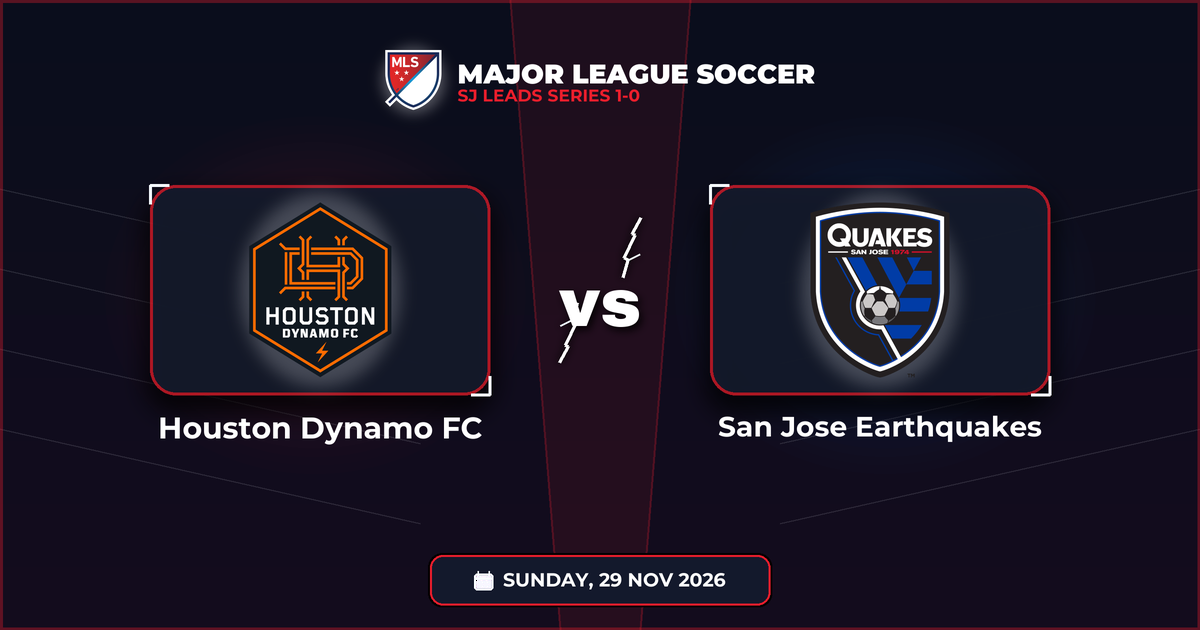 MLS
MAJOR LEAGUE SOCCER
SJ LEADS SERIES 1-0
HOUSTON
DYNAMO FC
VS
QUAKES
SAN JOSE 1974
Houston Dynamo FC
San Jose Earthquakes
SUNDAY, 29 NOV 2026